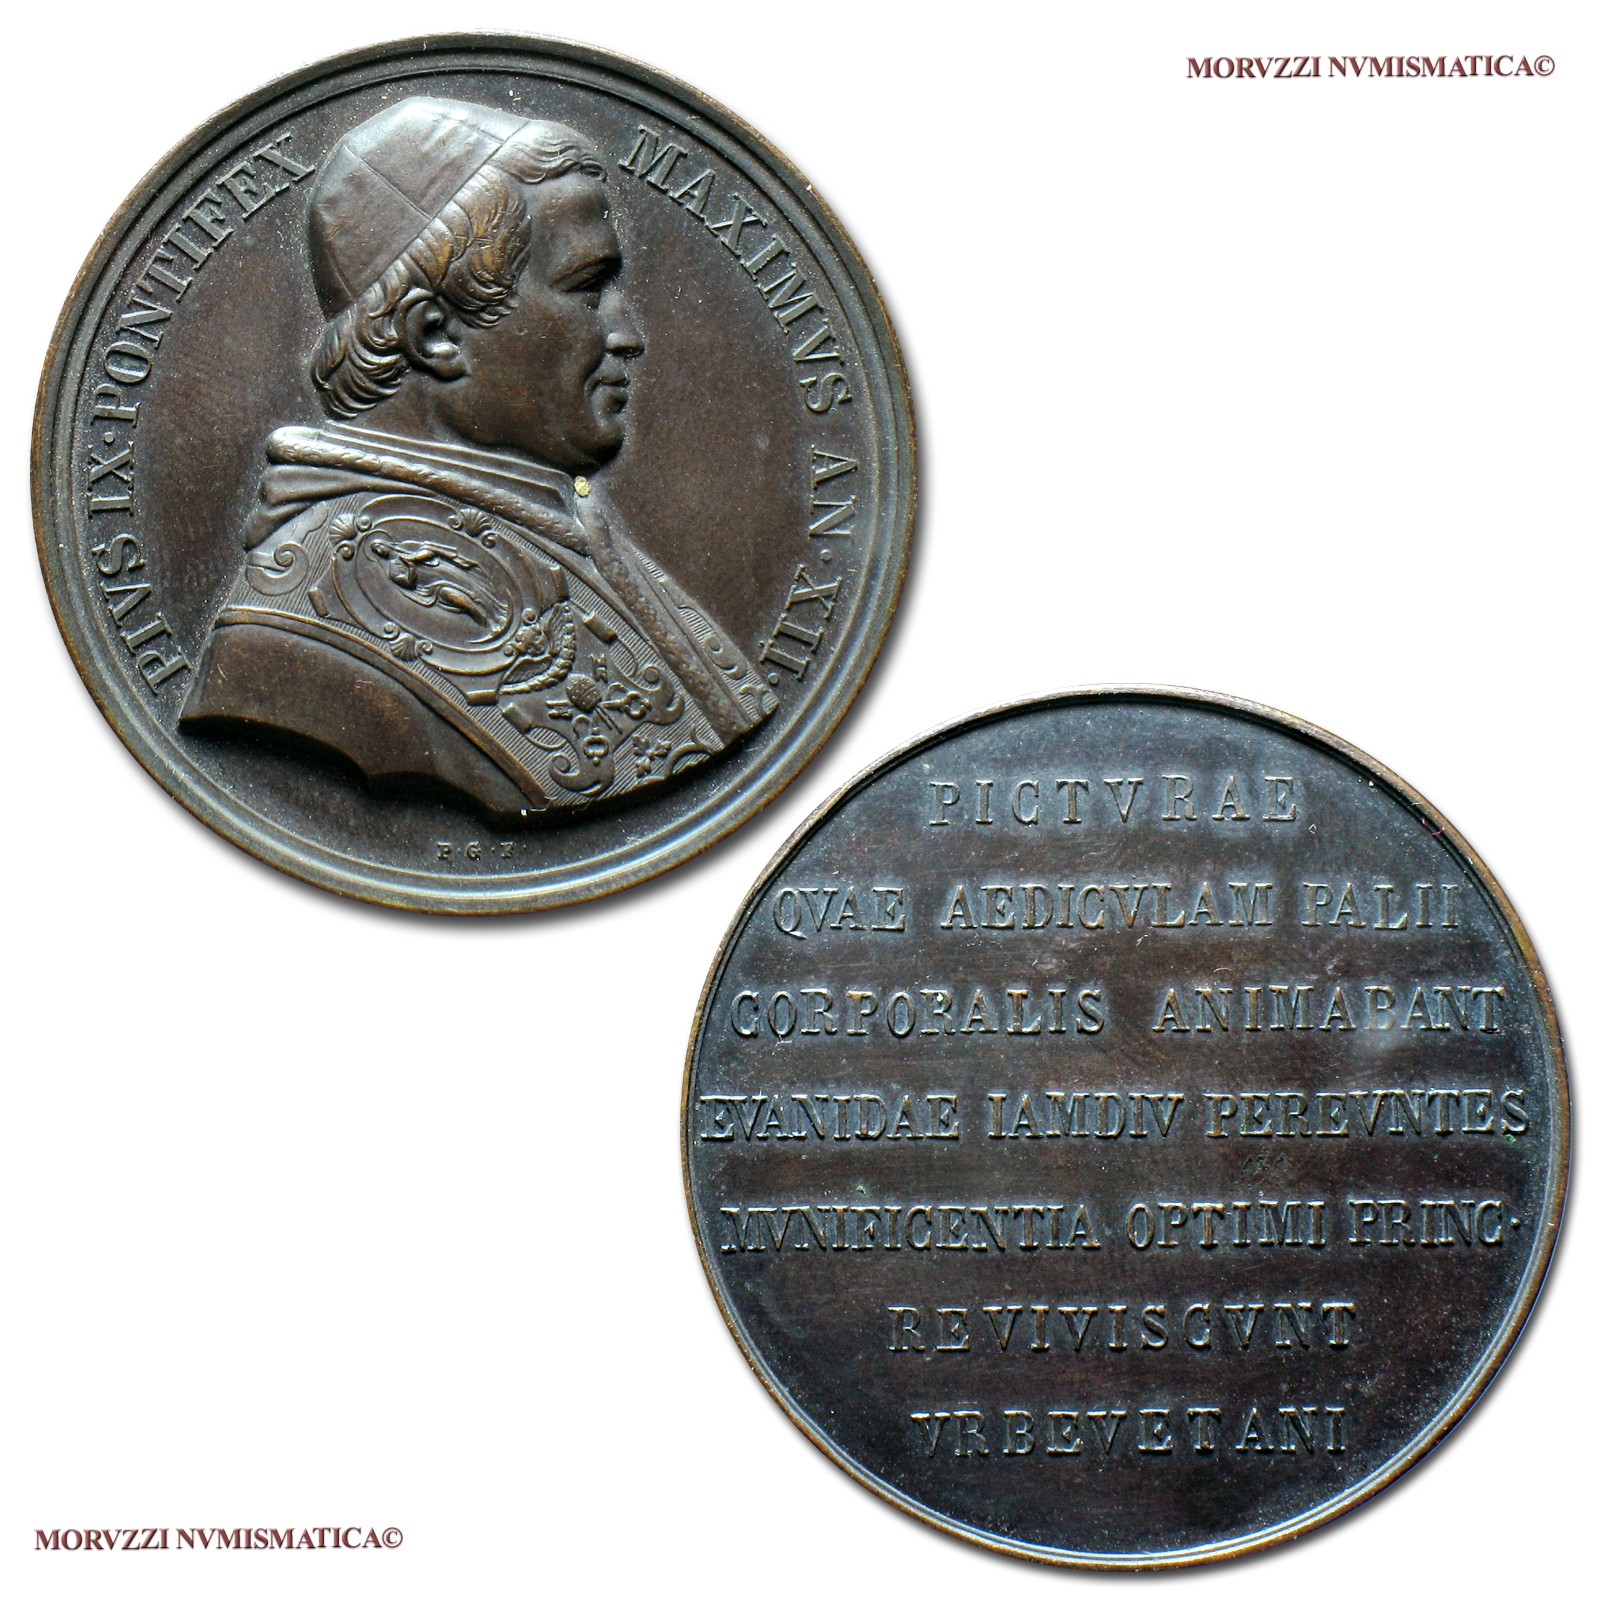 MORVZZI NVMISMATICA©
PIVS IX·PONTIFEX MAXIMVS AN·XII·
P·G·F
PICTVRAE
QVAE AEDICVLAM PALII
CORPORALIS ANIMABANT
EVANIDAE IAMDIV PEREVNTES
MVNIFICENTIA OPTIMI PRINC·
REVIVISCVNT
VRBEVETANI
MORVZZI NVMISMATICA©